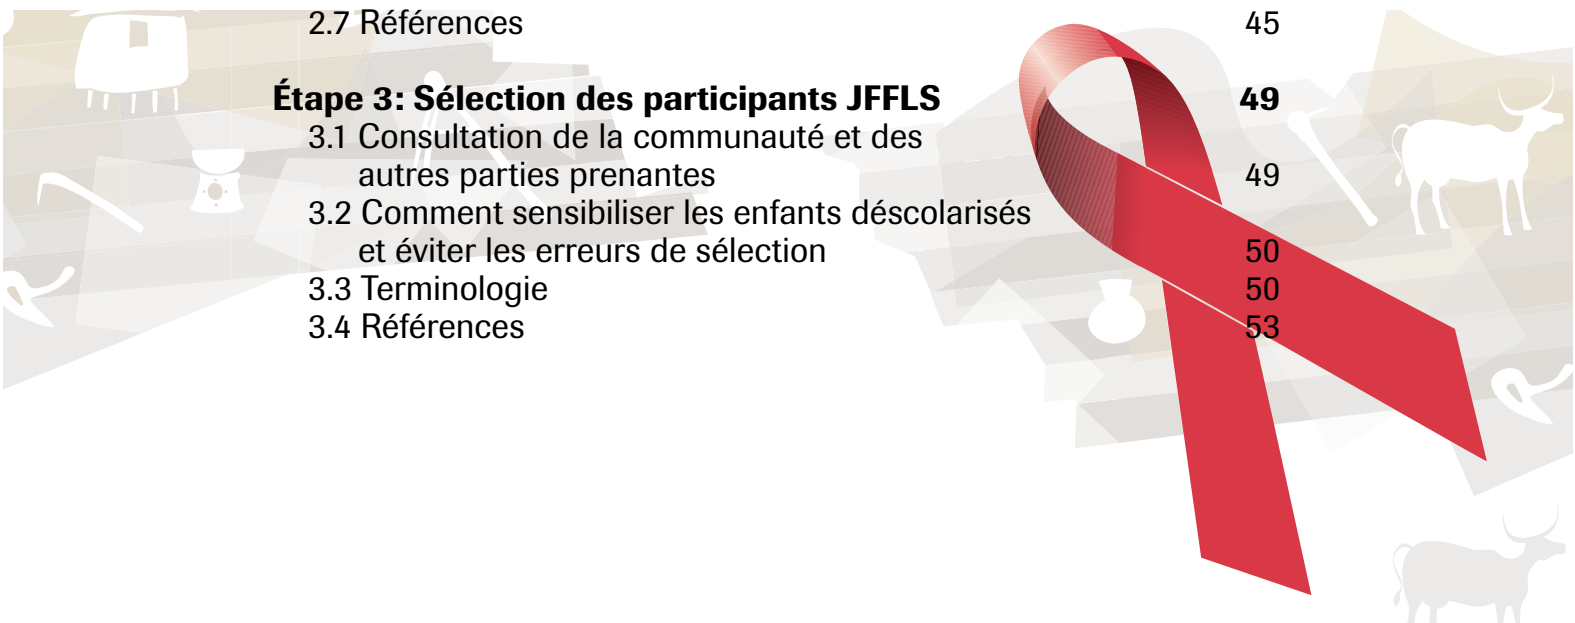 2.7 Références 45
Étape 3: Sélection des participants JFFLS 49
3.1 Consultation de la communauté et des
autres parties prenantes 49
3.2 Comment sensibiliser les enfants déscolarisés
et éviter les erreurs de sélection 50
3.3 Terminologie 50
3.4 Références 53